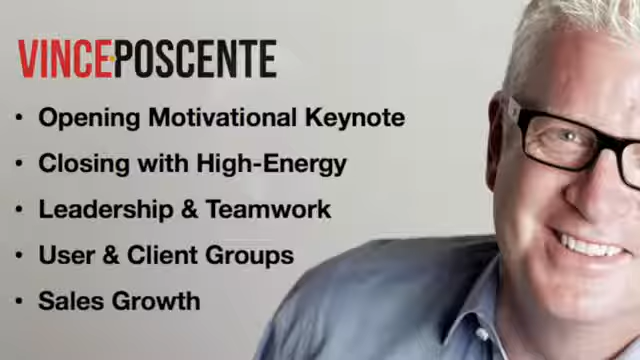 VINCEPOSCENTE
• Opening Motivational Keynote
• Closing with High-Energy
• Leadership & Teamwork
• User & Client Groups
• Sales Growth